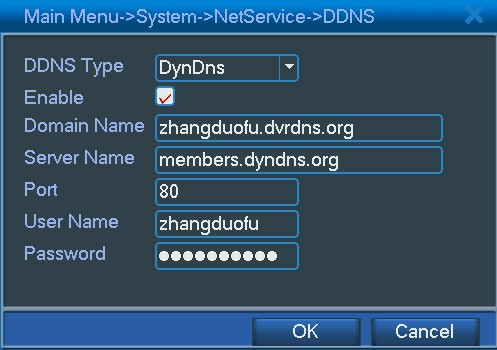 Main Menu->System->NetService->DDNS
DDNS Type DynDns
Enable
Domain Name zhangduofu.dvrdns.org
Server Name members.dyndns.org
Port 80
User Name zhangduofu
Password ●●●●●●●●●●
OK Cancel